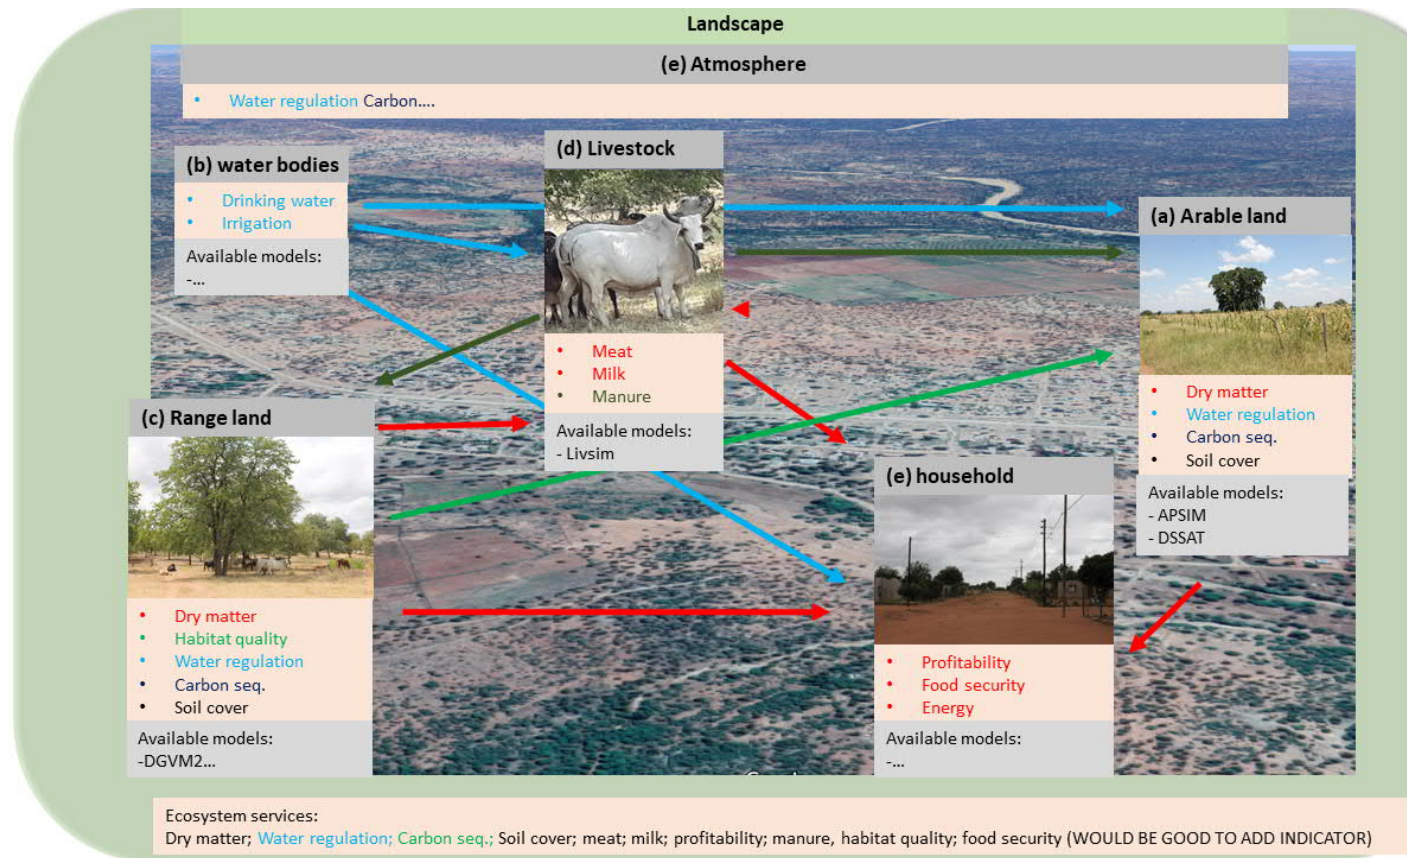 Landscape
(e) Atmosphere
• Water regulation Carbon....
(b) water bodies
• Drinking water
• Irrigation
Available models:
-...
(d) Livestock
• Meat
• Milk
• Manure
Available models:
- Livsim
(a) Arable land
• Dry matter
• Water regulation
• Carbon seq.
• Soil cover
Available models:
- APSIM
- DSSAT
(c) Range land
• Dry matter
• Habitat quality
• Water regulation
• Carbon seq.
• Soil cover
Available models:
-DGVM2...
(e) household
• Profitability
• Food security
• Energy
Available models:
-...
Ecosystem services:
Dry matter; Water regulation; Carbon seq.; Soil cover; meat; milk; profitability; manure, habitat quality; food security (WOULD BE GOOD TO ADD INDICATOR)